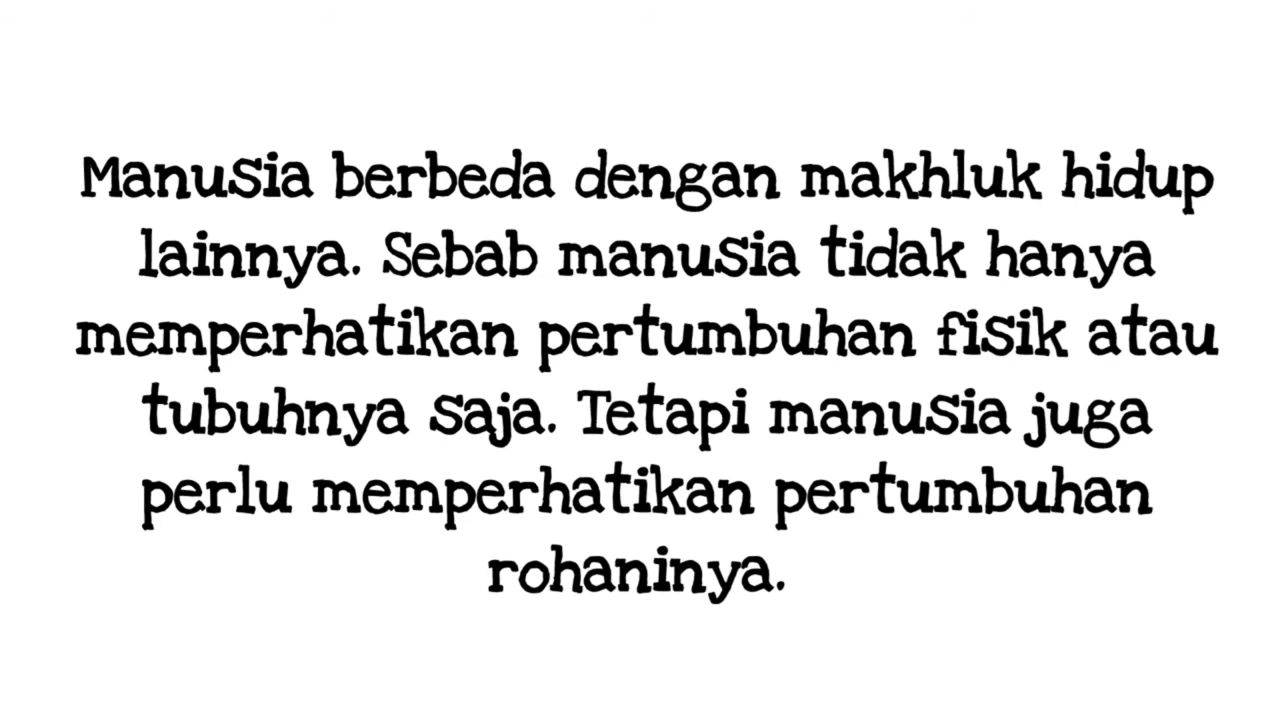 Manusia berbeda dengan makhluk hidup
lainnya. Sebab manusia tidak hanya
memperhatikan pertumbuhan fisik atau
tubuhnya saja. Tetapi manusia juga
perlu memperhatikan pertumbuhan
rohaninya.